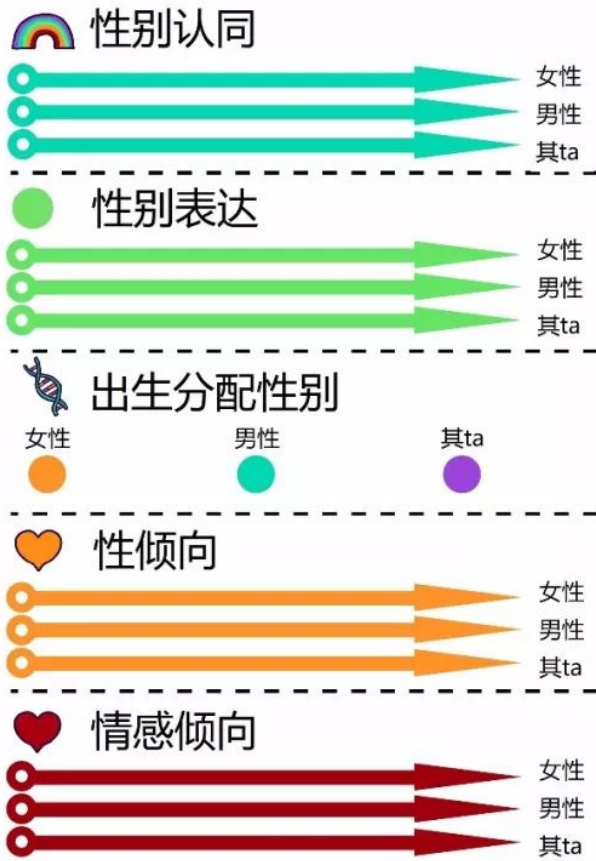 性别认同
女性
男性
其ta
性别表达
女性
男性
其ta
出生分配性别
女性 男性 其ta
性倾向
女性
男性
其ta
情感倾向
女性
男性
其ta